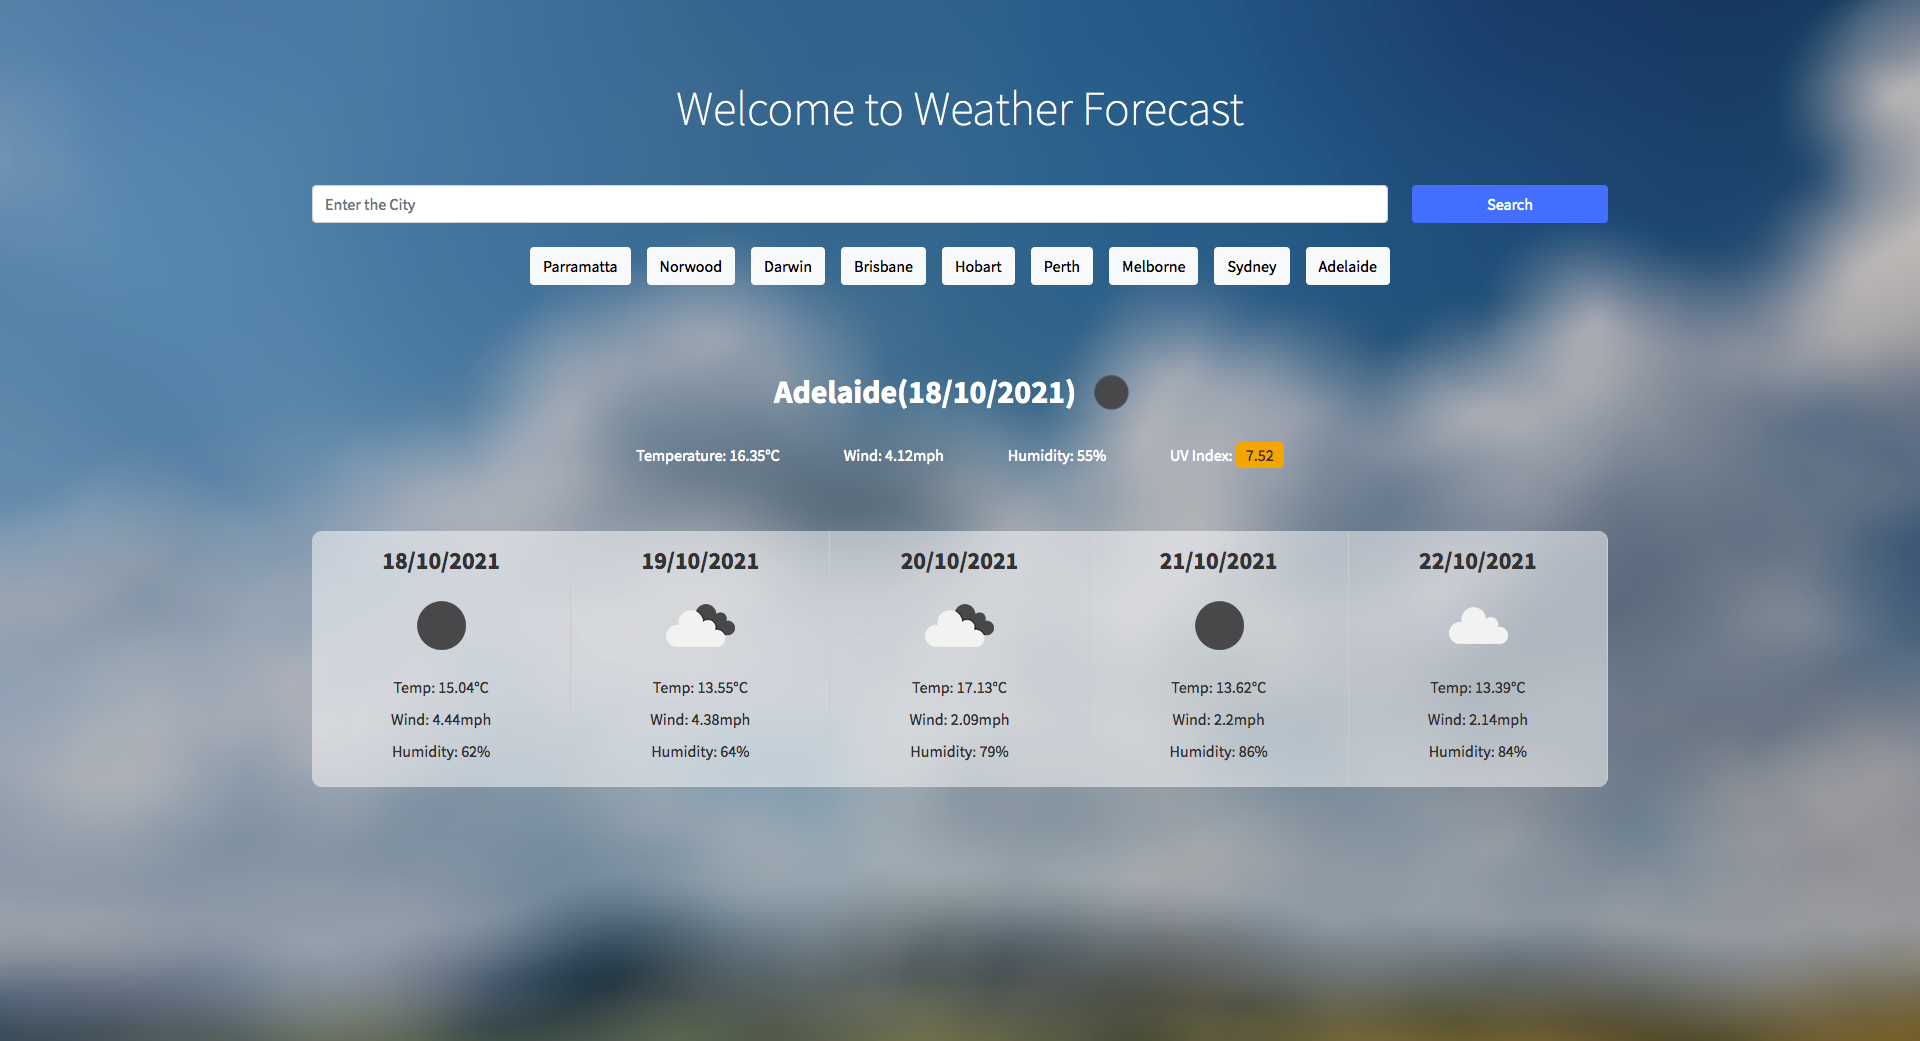 Welcome to Weather Forecast
Enter the City
Search
Parramatta Norwood Darwin Brisbane Hobart Perth Melborne Sydney Adelaide
Adelaide(18/10/2021)
Temperature: 16.35°C Wind: 4.12mph Humidity: 55% UV Index: 7.52
18/10/2021
Temp: 15.04°C
Wind: 4.44mph
Humidity: 62%
19/10/2021
Temp: 13.55°C
Wind: 4.38mph
Humidity: 64%
20/10/2021
Temp: 17.13°C
Wind: 2.09mph
Humidity: 79%
21/10/2021
Temp: 13.62°C
Wind: 2.2mph
Humidity: 86%
22/10/2021
Temp: 13.39°C
Wind: 2.14mph
Humidity: 84%